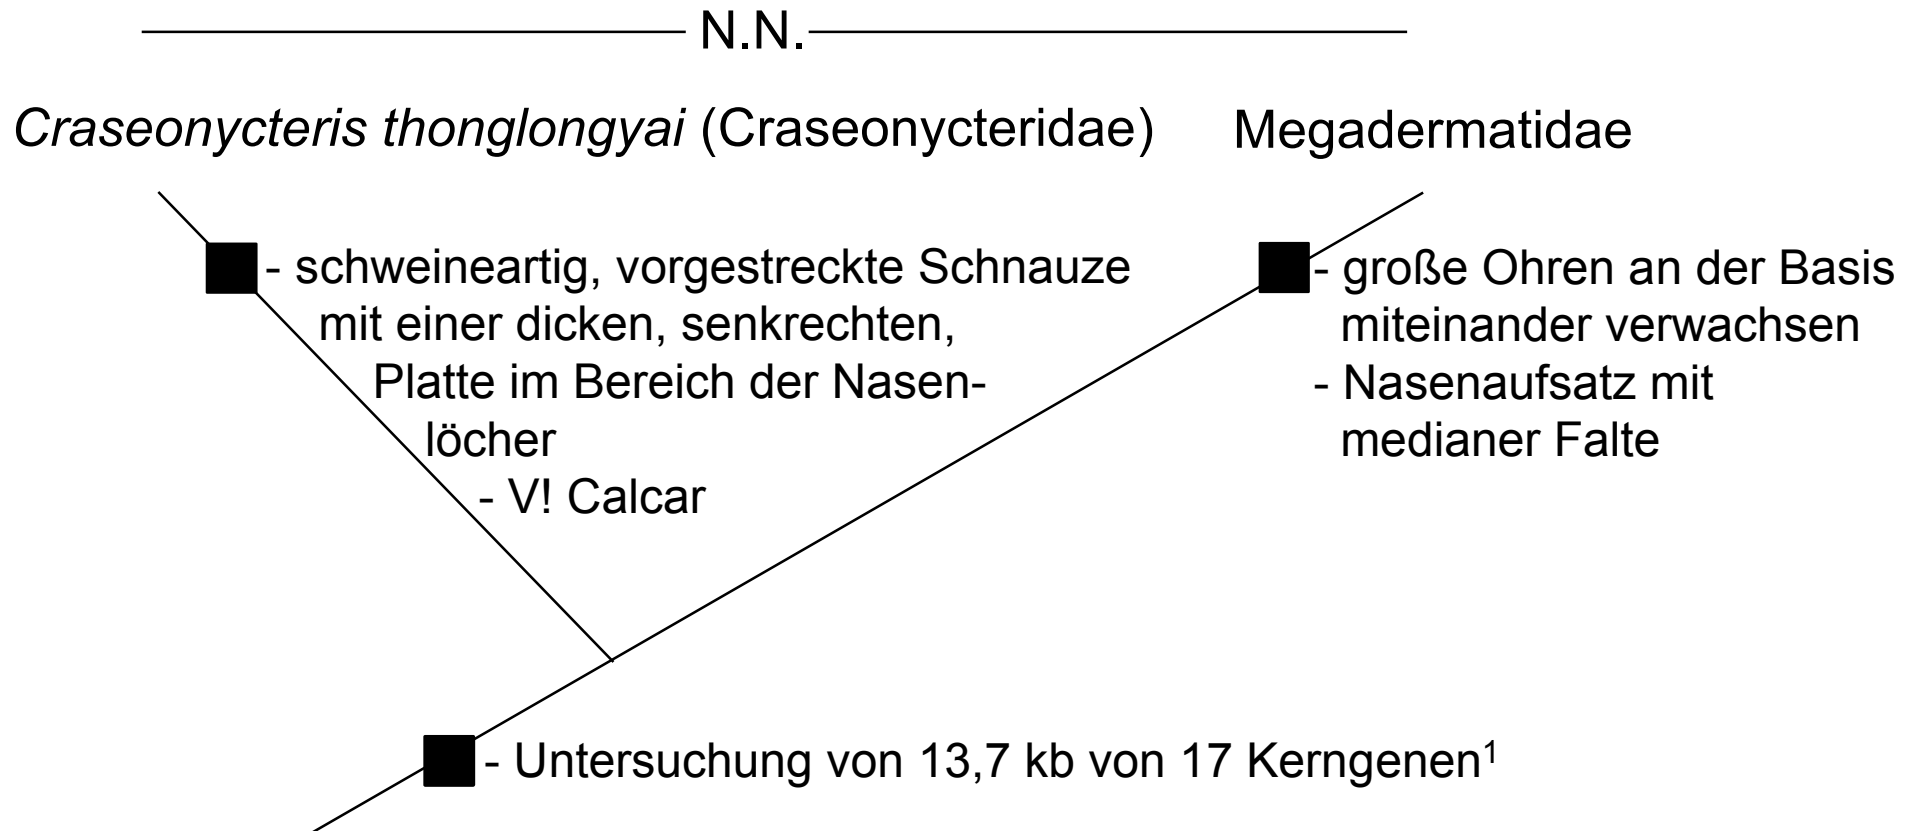 N.N.
Craseonycteris thonglongyai (Craseonycteridae)
Megadermatidae
- schweineartig, vorgestreckte Schnauze
mit einer dicken, senkrechten,
Platte im Bereich der Nasen-
löcher
- V! Calcar
- große Ohren an der Basis
miteinander verwachsen
- Nasenaufsatz mit
medianer Falte
- Untersuchung von 13,7 kb von 17 Kerngenen¹